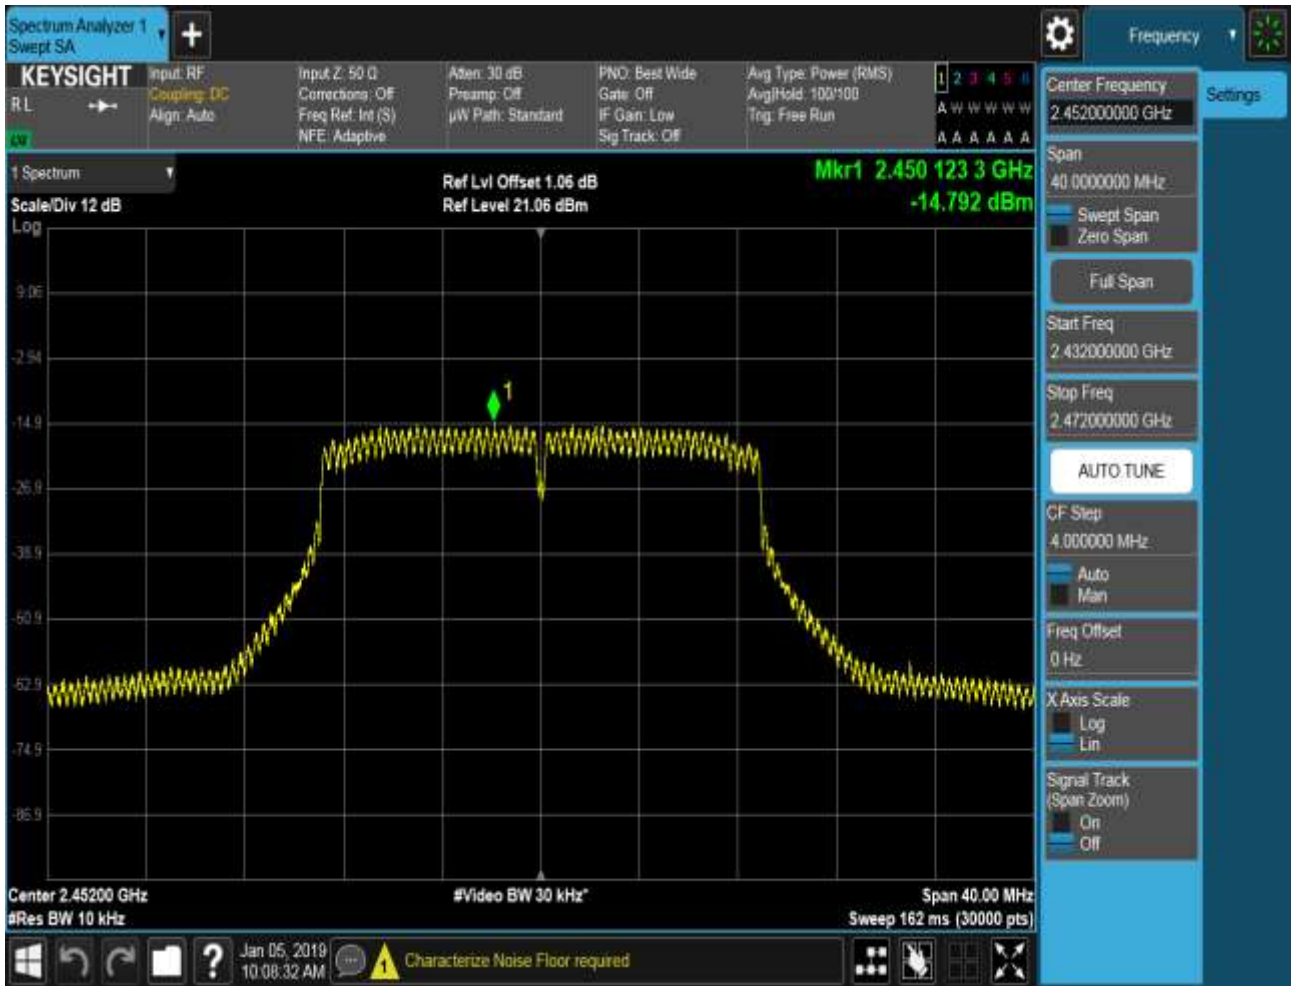 Spectrum Analyzer 1
Swept SA
+
Frequency
KEYSIGHT
RL
Input: RF
Coupling: DC
Align: Auto
Input Z: 50 Ω
Corrections: Off
Freq Ref: Int (S)
NFE: Adaptive
Atten: 30 dB
Preamp: Off
µW Path: Standard
PNO: Best Wide
Gate: Off
IF Gain: Low
Sig Track: Off
Avg Type: Power (RMS)
Avg|Hold: 100/100
Trig: Free Run
1 2 3 4 5 6
A W W W W W
A A A A A A
1 Spectrum
Scale/Div 12 dB
Log
Ref Lvl Offset 1.06 dB
Ref Level 21.06 dBm
Mkr1 2.450 123 3 GHz
-14.792 dBm
9.06
-2.94
-14.9
-26.9
-38.9
-50.9
-62.9
-74.9
-86.9
1
Center 2.45200 GHz
#Res BW 10 kHz
#Video BW 30 kHz*
Span 40.00 MHz
Sweep 162 ms (30000 pts)
Center Frequency
2.452000000 GHz
Settings
Span
40.0000000 MHz
Swept Span
Zero Span
Full Span
Start Freq
2.432000000 GHz
Stop Freq
2.472000000 GHz
AUTO TUNE
CF Step
4.000000 MHz
Auto
Man
Freq Offset
0 Hz
X Axis Scale
Log
Lin
Signal Track
(Span Zoom)
On
Off
?
Jan 05, 2019
10:08:32 AM
1
Characterize Noise Floor required